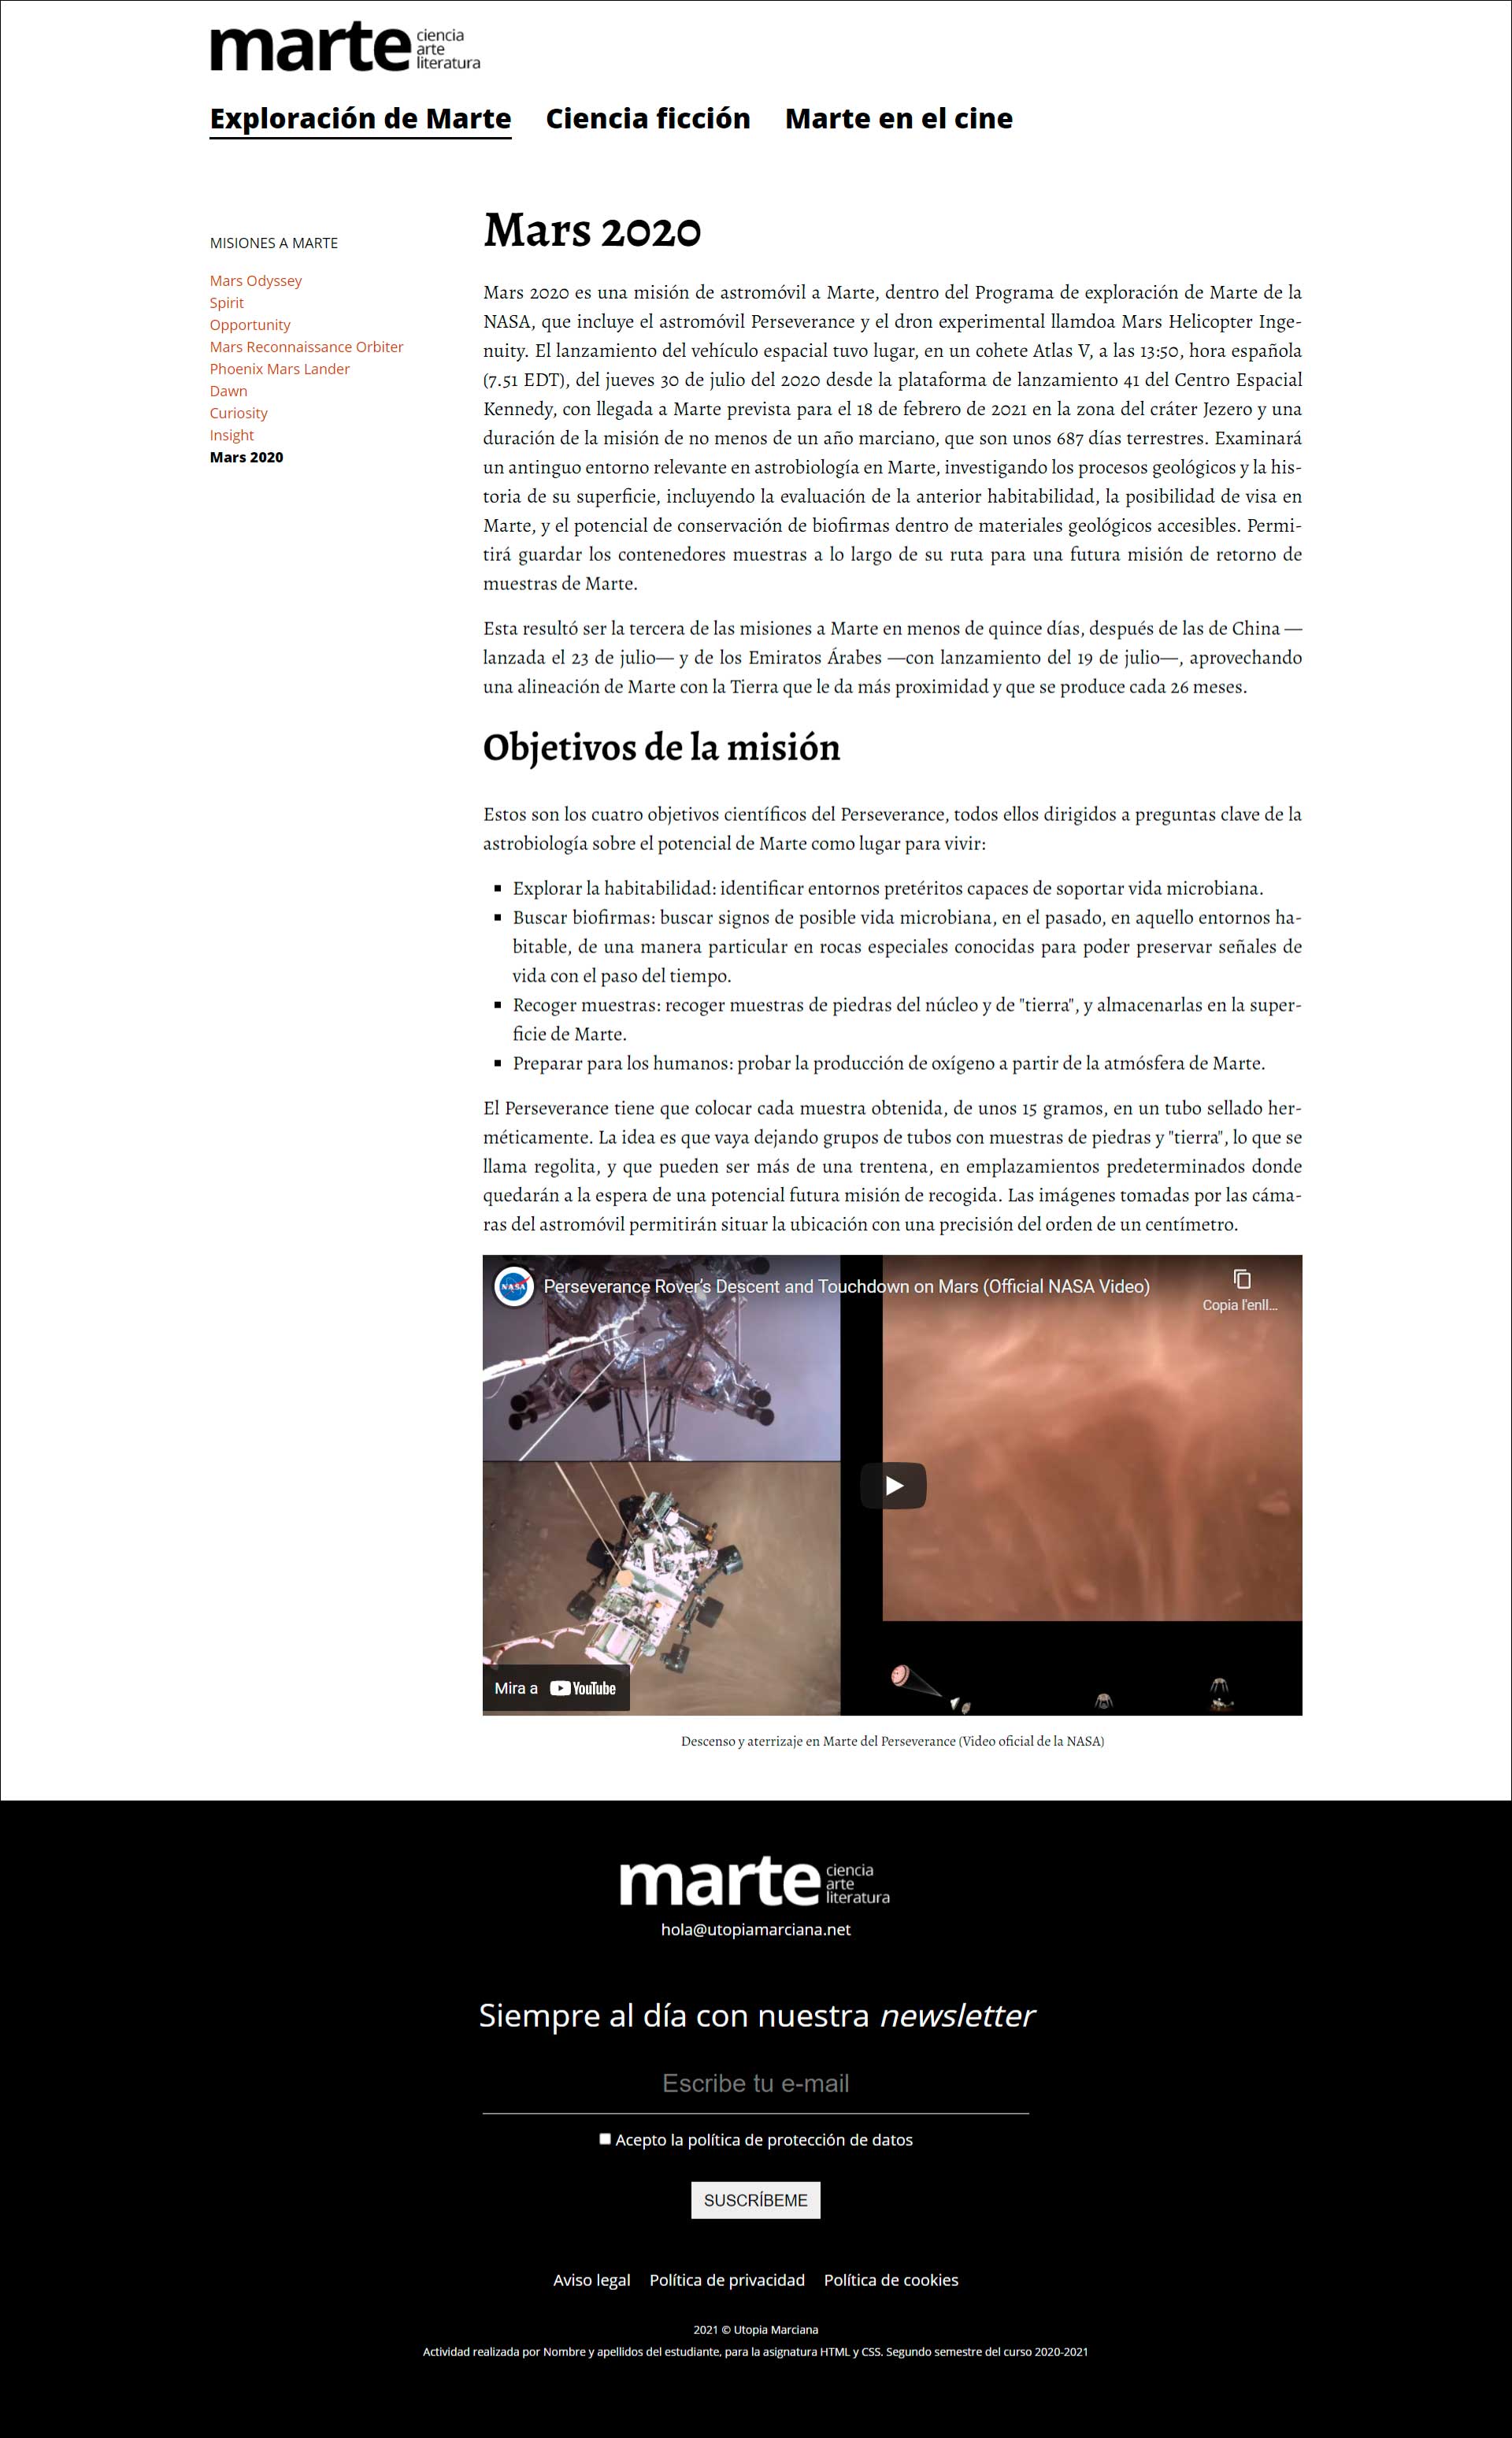 marte ciencia
arte
literatura
Exploración de Marte Ciencia ficción Marte en el cine
MISIONES A MARTE
Mars Odyssey
Spirit
Opportunity
Mars Reconnaissance Orbiter
Phoenix Mars Lander
Dawn
Curiosity
Insight
Mars 2020
Mars 2020
Mars 2020 es una misión de astromóvil a Marte, dentro del Programa de exploración de Marte de la
NASA, que incluye el astromóvil Perseverance y el dron experimental llamdoa Mars Helicopter Inge-
nuity. El lanzamiento del vehículo espacial tuvo lugar, en un cohete Atlas V, a las 13:50, hora española
(7.51 EDT), del jueves 30 de julio del 2020 desde la plataforma de lanzamiento 41 del Centro Espacial
Kennedy, con llegada a Marte prevista para el 18 de febrero de 2021 en la zona del cráter Jezero y una
duración de la misión de no menos de un año marciano, que son unos 687 días terrestres. Examinará
un antinguo entorno relevante en astrobiología en Marte, investigando los procesos geológicos y la his-
toria de su superficie, incluyendo la evaluación de la anterior habitabilidad, la posibilidad de visa en
Marte, y el potencial de conservación de biofirmas dentro de materiales geológicos accesibles. Permi-
tirá guardar los contenedores muestras a lo largo de su ruta para una futura misión de retorno de
muestras de Marte.
Esta resultó ser la tercera de las misiones a Marte en menos de quince días, después de las de China —
lanzada el 23 de julio— y de los Emiratos Árabes —con lanzamiento del 19 de julio—, aprovechando
una alineación de Marte con la Tierra que le da más proximidad y que se produce cada 26 meses.
Objetivos de la misión
Estos son los cuatro objetivos científicos del Perseverance, todos ellos dirigidos a preguntas clave de la
astrobiología sobre el potencial de Marte como lugar para vivir:
▪ Explorar la habitabilidad: identificar entornos pretéritos capaces de soportar vida microbiana.
▪ Buscar biofirmas: buscar signos de posible vida microbiana, en el pasado, en aquello entornos ha-
bitable, de una manera particular en rocas especiales conocidas para poder preservar señales de
vida con el paso del tiempo.
▪ Recoger muestras: recoger muestras de piedras del núcleo y de "tierra", y almacenarlas en la super-
ficie de Marte.
▪ Preparar para los humanos: probar la producción de oxígeno a partir de la atmósfera de Marte.
El Perseverance tiene que colocar cada muestra obtenida, de unos 15 gramos, en un tubo sellado her-
méticamente. La idea es que vaya dejando grupos de tubos con muestras de piedras y "tierra", lo que se
llama regolita, y que pueden ser más de una trentena, en emplazamientos predeterminados donde
quedarán a la espera de una potencial futura misión de recogida. Las imágenes tomadas por las cáma-
ras del astromóvil permitirán situar la ubicación con una precisión del orden de un centímetro.
NASA Perseverance Rover's Descent and Touchdown on Mars (Official NASA Video)
Copia l'enll...
Mira a YouTube
Descenso y aterrizaje en Marte del Perseverance (Video oficial de la NASA)
marte ciencia
arte
literatura
hola@utopiamarciana.net
Siempre al día con nuestra newsletter
Escribe tu e-mail
Acepto la política de protección de datos
SUSCRÍBEME
Aviso legal Política de privacidad Política de cookies
2021 © Utopia Marciana
Actividad realizada por Nombre y apellidos del estudiante, para la asignatura HTML y CSS. Segundo semestre del curso 2020-2021